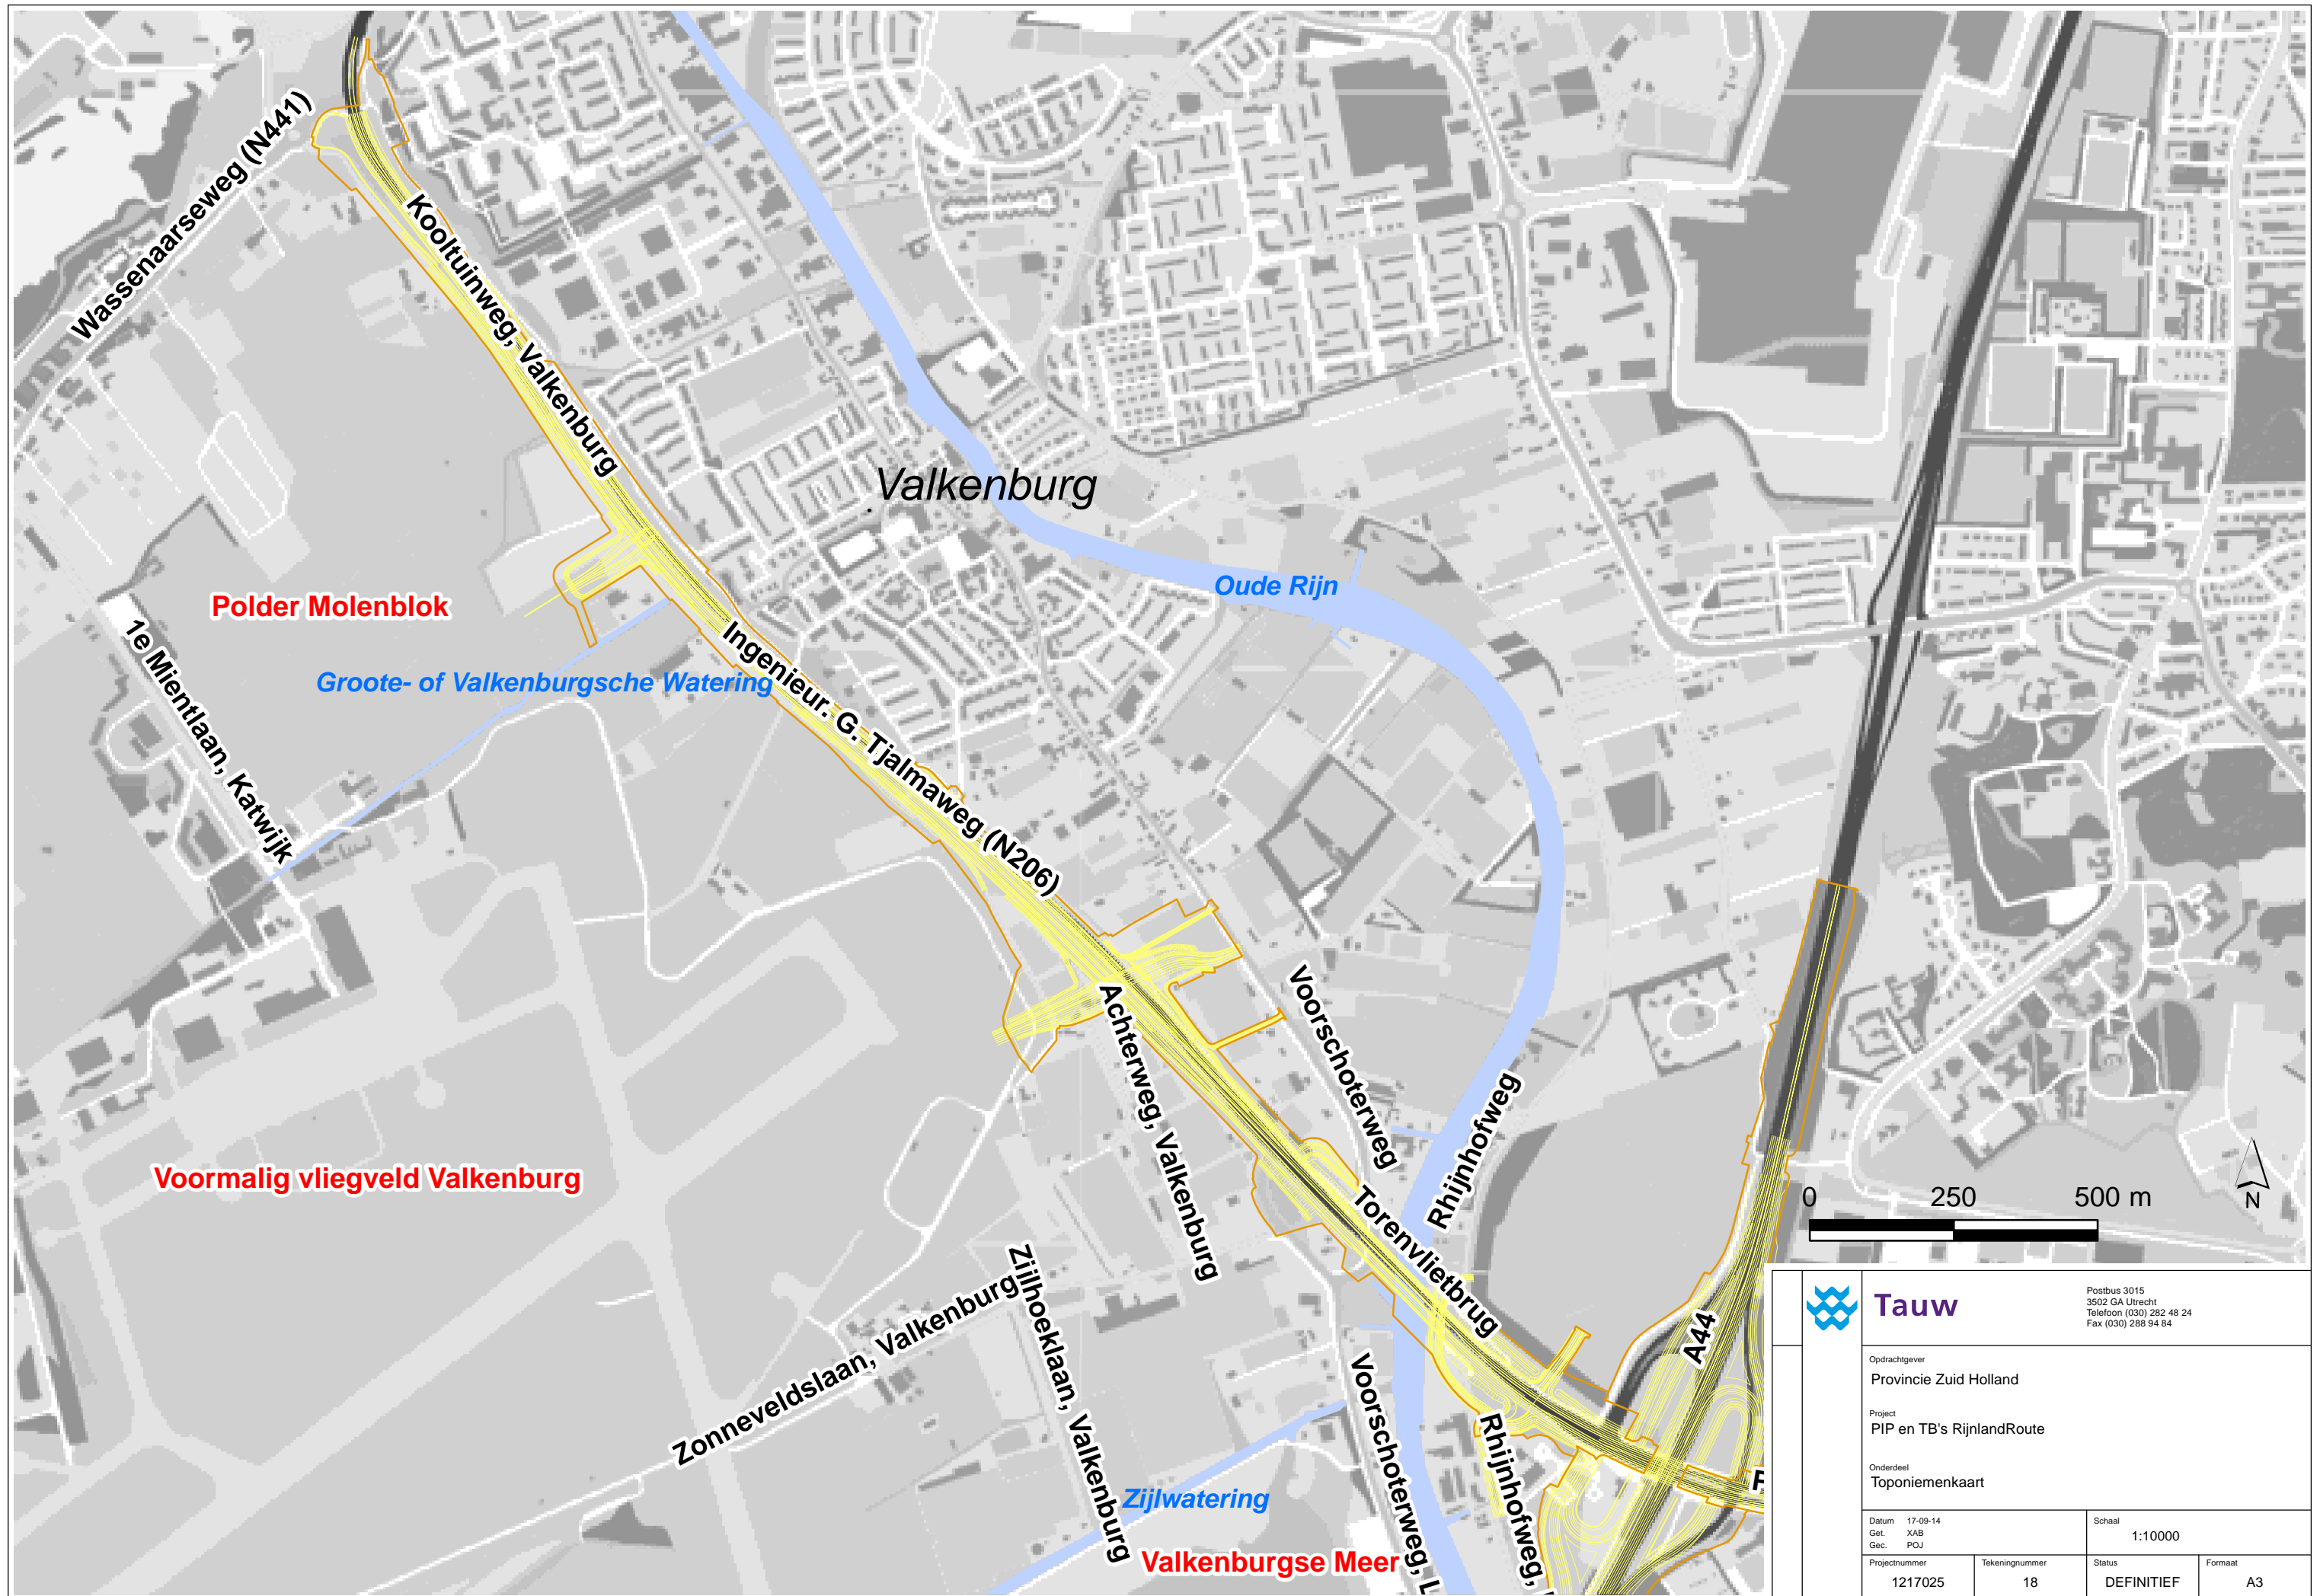 Wassenaarseweg (N441)
Kooltuinweg, Valkenburg
Valkenburg
Oude Rijn
Polder Molenblok
1e Mientlaan, Katwijk
Groote- of Valkenburgsche Watering
Ingenieur. G. Tjalmaweg (N206)
Voorschoterweg
Achterweg, Valkenburg
Rhijnhofweg
Voormalig vliegveld Valkenburg
Torenvlietbrug
Zijlhoeklaan, Valkenburg
Zonneveldslaan, Valkenburg
A44
Voorschoterweg, L
Rhijnhofweg,
Zijlwatering
Valkenburgse Meer
0 250 500 m
N
Tauw
Postbus 3015
3502 GA Utrecht
Telefoon (030) 282 48 24
Fax (030) 288 94 84
Opdrachtgever
Provincie Zuid Holland
Project
PIP en TB's RijnlandRoute
Onderdeel
Toponiemenkaart
Datum 17-09-14
Get. XAB
Gec. POJ
Schaal
1:10000
Projectnummer
1217025
Tekeningnummer
18
Status
DEFINITIEF
Formaat
A3